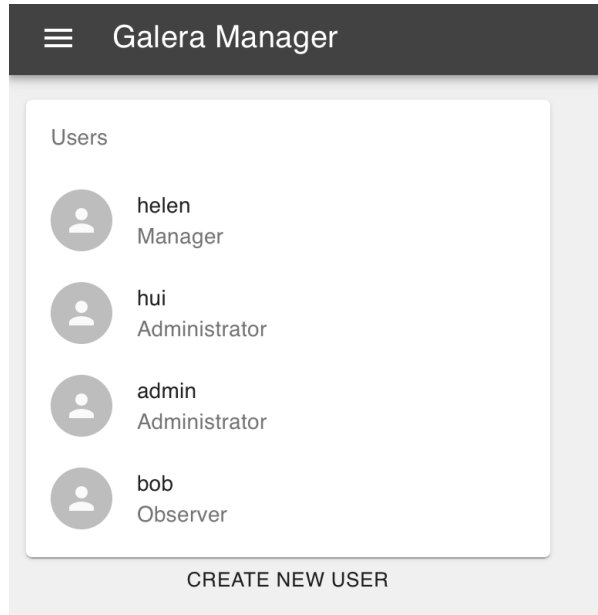 Galera Manager
Users
helen
Manager
hui
Administrator
admin
Administrator
bob
Observer
CREATE NEW USER